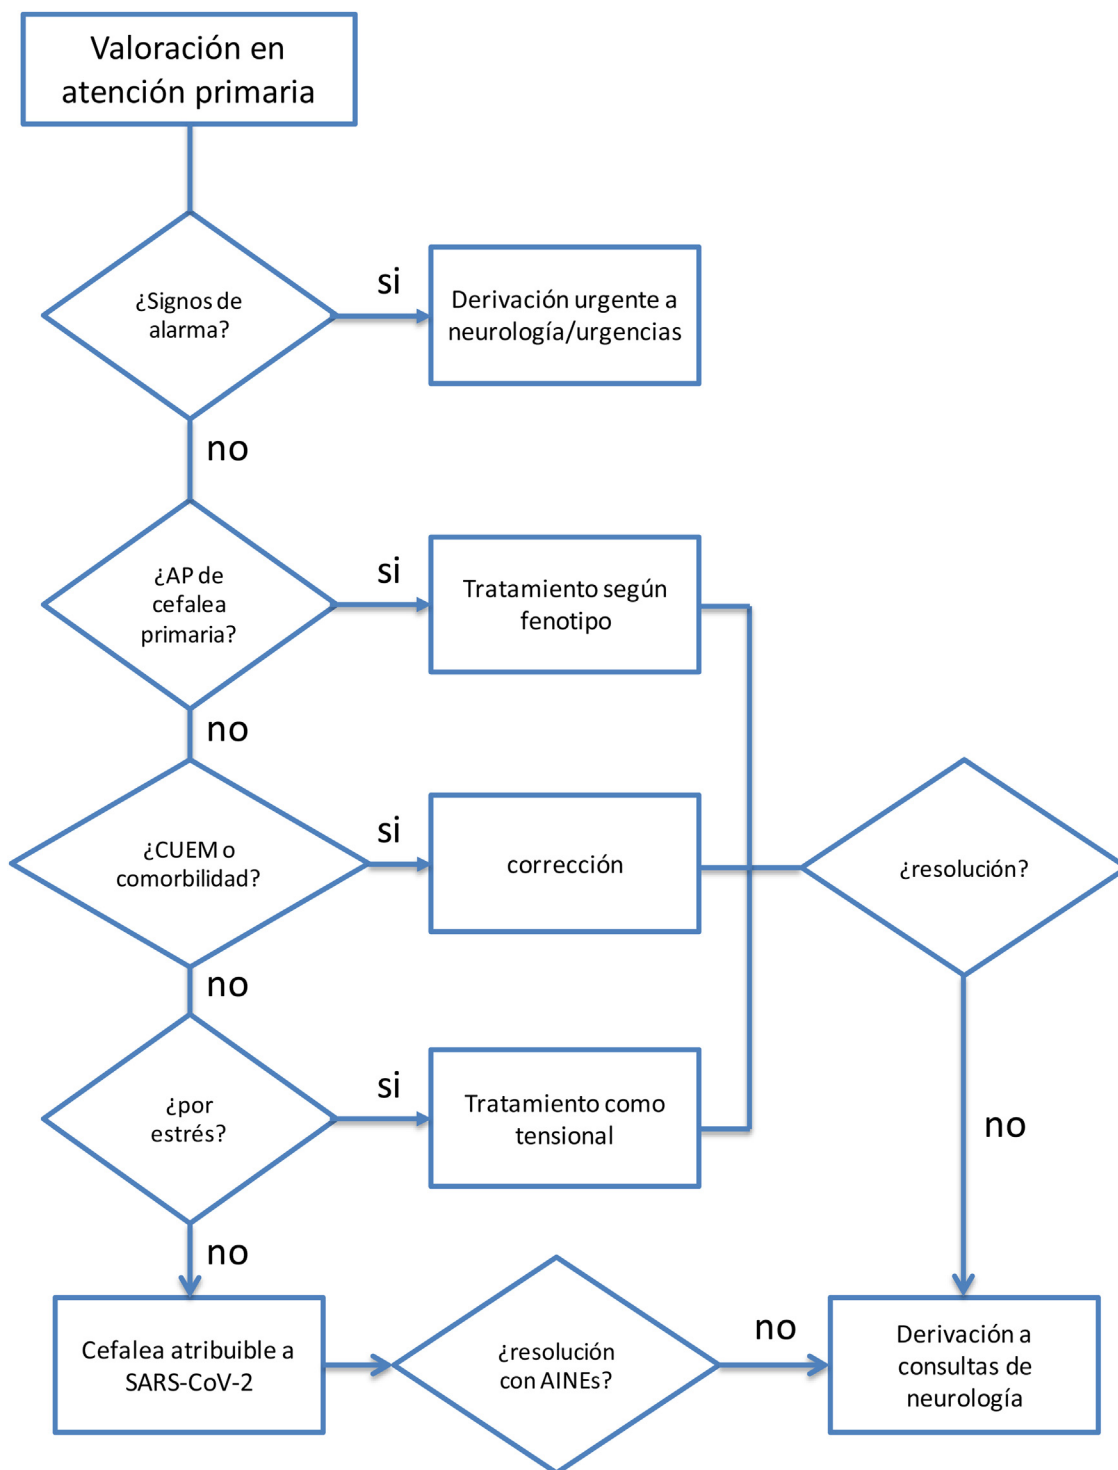 Valoración en
atención primaria
¿Signos de
alarma?
si
Derivación urgente a
neurología/urgencias
no
¿AP de
cefalea
primaria?
si
Tratamiento según
fenotipo
no
¿CUEM o
comorbilidad?
si
corrección
¿resolución?
no
¿por
estrés?
si
Tratamiento como
tensional
no
no
Cefalea atribuible a
SARS-CoV-2
¿resolución
con AINEs?
no
Derivación a
consultas de
neurología